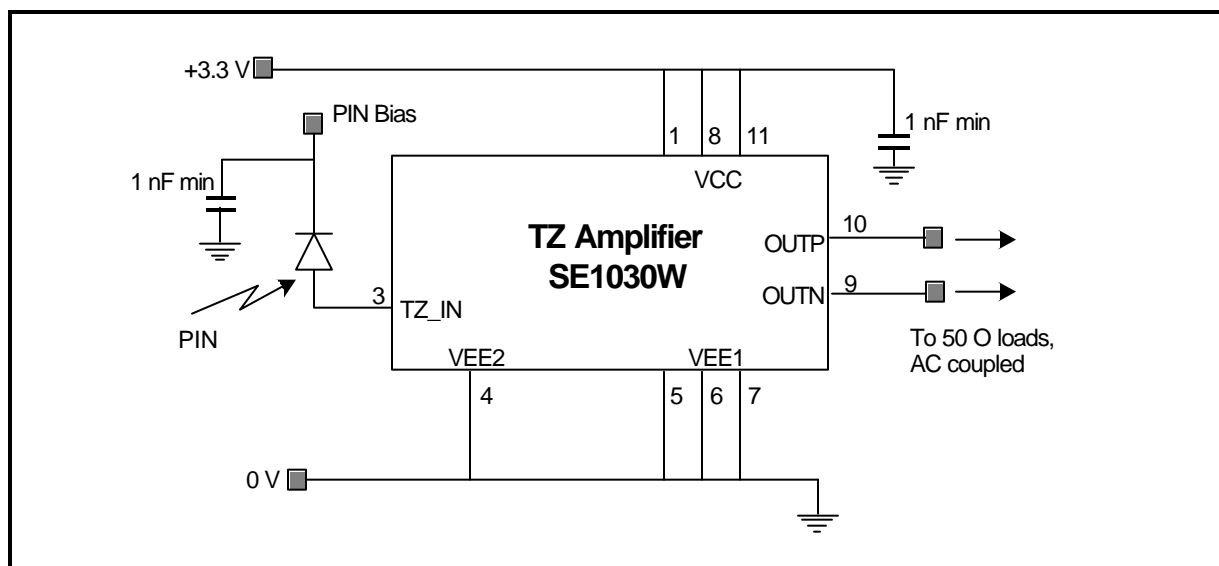 +3.3 V
PIN Bias
1 nF min
1 8 11
1 nF min
VCC
TZ Amplifier
SE1030W
10
OUTP
9
OUTN
3
TZ_IN
PIN
To 50 O loads,
AC coupled
VEE2
VEE1
4
5 6 7
0 V